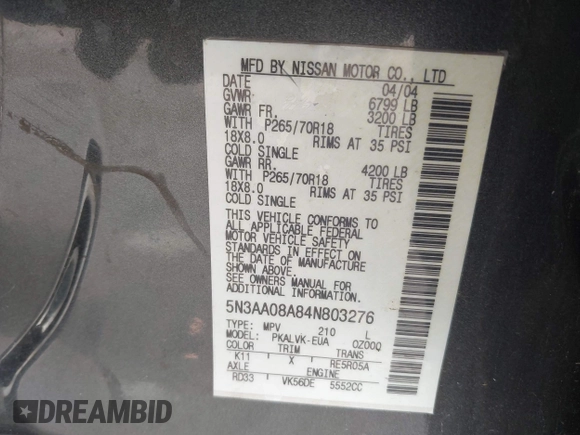 MFD BY NISSAN MOTOR CO., LTD
DATE 04/04
GVWR 6799 LB
GAWR FR. 3200 LB
WITH P265/70R18 TIRES
18X8.0 RIMS AT 35 PSI
COLD SINGLE
GAWR RR. 4200 LB
WITH P265/70R18 TIRES
18X8.0 RIMS AT 35 PSI
COLD SINGLE
THIS VEHICLE CONFORMS TO
ALL APPLICABLE FEDERAL
MOTOR VEHICLE SAFETY
STANDARDS IN EFFECT ON
THE DATE OF MANUFACTURE
SHOWN ABOVE.
SEE OWNERS MANUAL FOR
ADDITIONAL INFORMATION.
5N3AA08A84N803276
TYPE: MPV 210 L
MODEL: PKALVK-EUA 0Z00Q
COLOR TRIM TRANS
K11 X RE5R05A
AXLE ENGINE
RD33 VK56DE 5552CC
DREAMBID